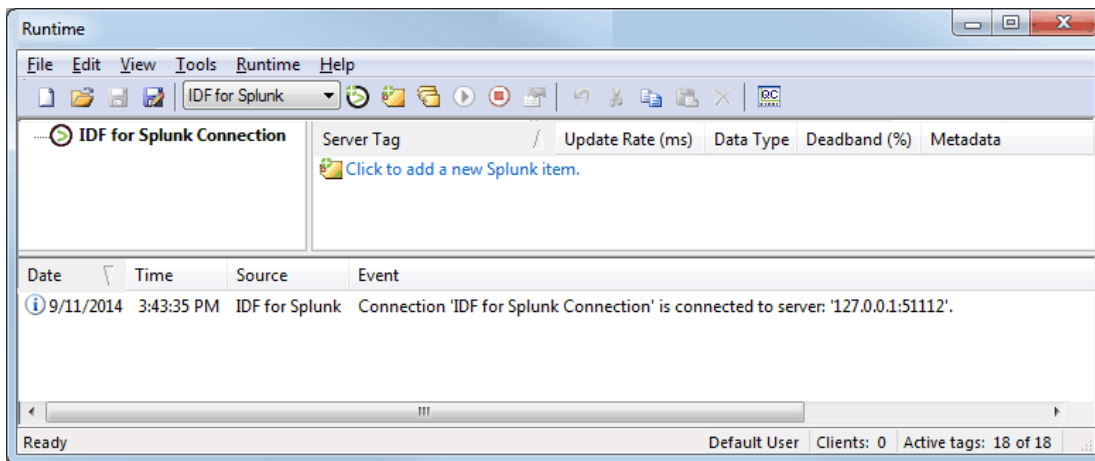 Runtime
File Edit View Tools Runtime Help
IDF for Splunk QC
IDF for Splunk Connection
Server Tag Update Rate (ms) Data Type Deadband (%) Metadata
Click to add a new Splunk item.
Date Time Source Event
9/11/2014 3:43:35 PM IDF for Splunk Connection 'IDF for Splunk Connection' is connected to server: '127.0.0.1:51112'.
Ready Default User Clients: 0 Active tags: 18 of 18